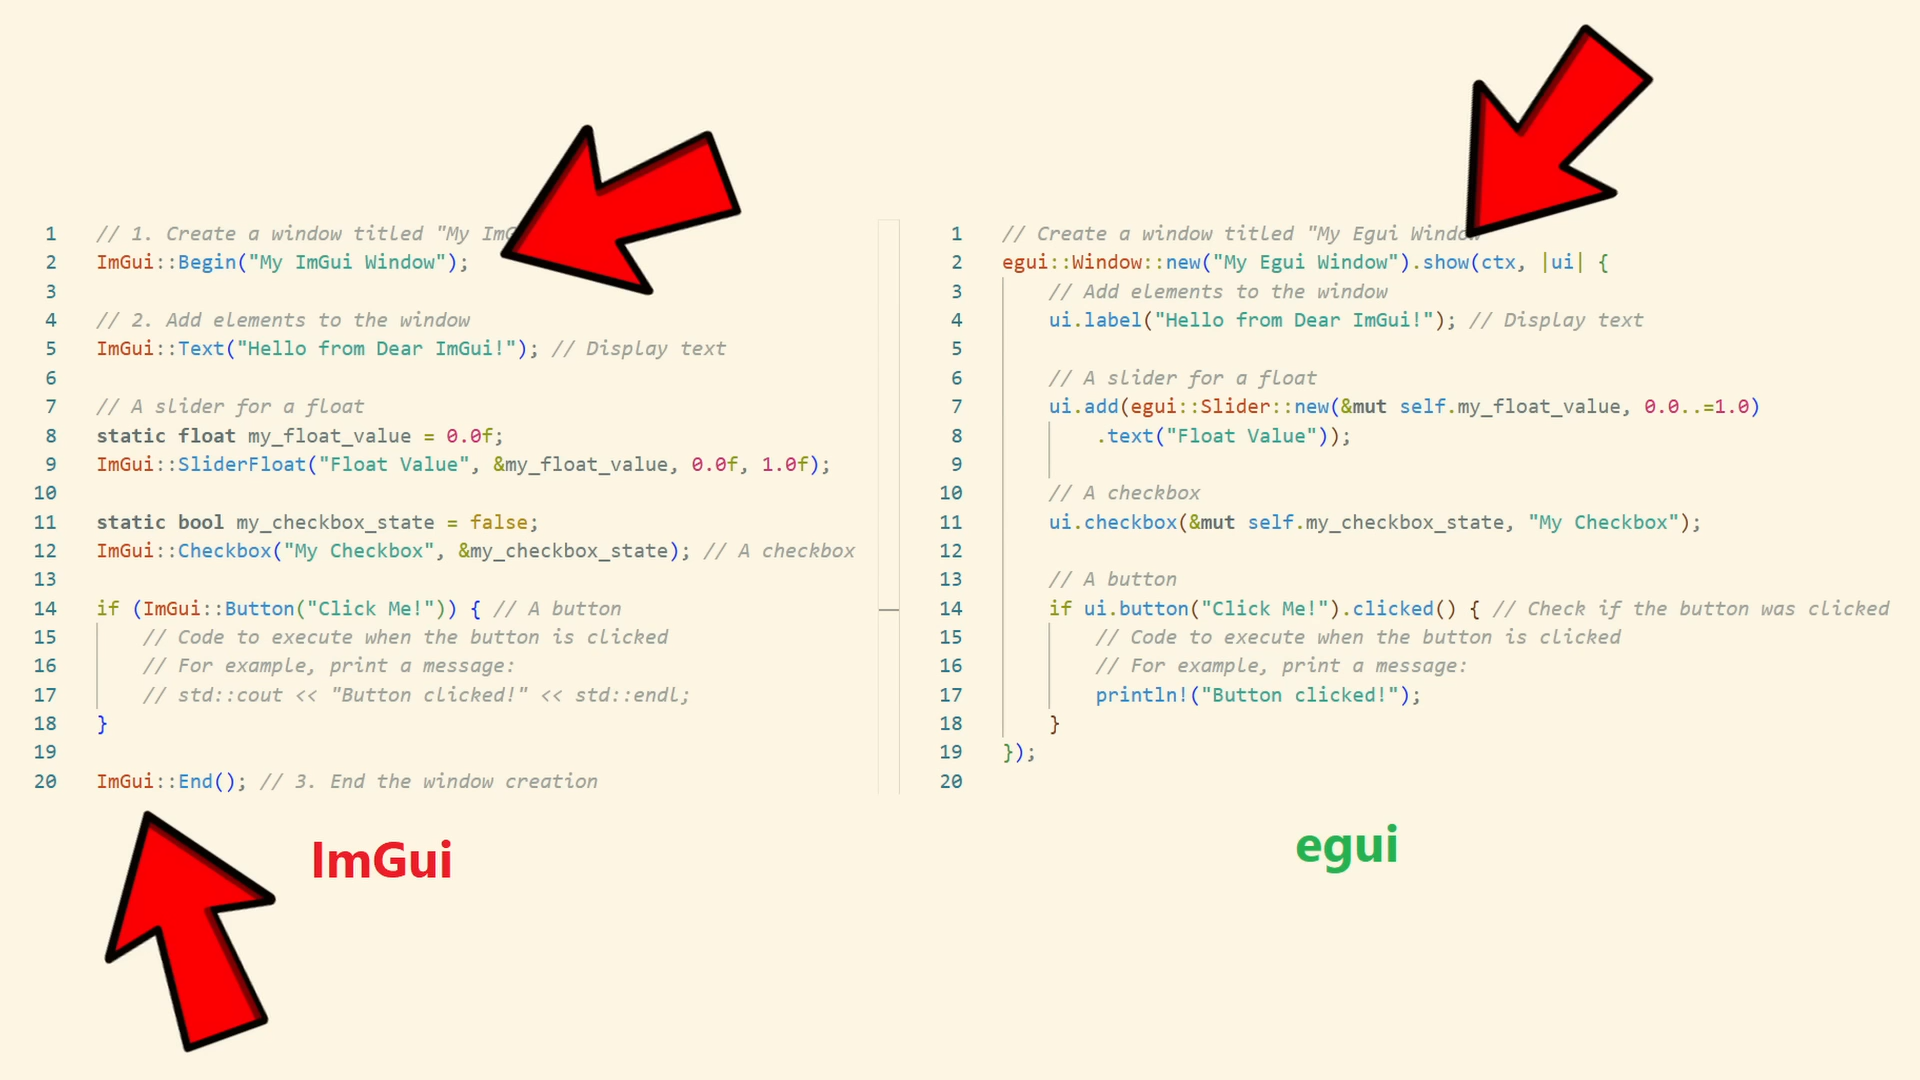 1 // 1. Create a window titled "My Im
2 ImGui::Begin("My ImGui Window");
3
4 // 2. Add elements to the window
5 ImGui::Text("Hello from Dear ImGui!"); // Display text
6
7 // A slider for a float
8 static float my_float_value = 0.0f;
9 ImGui::SliderFloat("Float Value", &my_float_value, 0.0f, 1.0f);
10
11 static bool my_checkbox_state = false;
12 ImGui::Checkbox("My Checkbox", &my_checkbox_state); // A checkbox
13
14 if (ImGui::Button("Click Me!")) { // A button
15 // Code to execute when the button is clicked
16 // For example, print a message:
17 // std::cout << "Button clicked!" << std::endl;
18 }
19
20 ImGui::End(); // 3. End the window creation
ImGui
1 // Create a window titled "My Egui Window
2 egui::Window::new("My Egui Window").show(ctx, |ui| {
3 // Add elements to the window
4 ui.label("Hello from Dear ImGui!"); // Display text
5
6 // A slider for a float
7 ui.add(egui::Slider::new(&mut self.my_float_value, 0.0..=1.0)
8 .text("Float Value"));
9
10 // A checkbox
11 ui.checkbox(&mut self.my_checkbox_state, "My Checkbox");
12
13 // A button
14 if ui.button("Click Me!").clicked() { // Check if the button was clicked
15 // Code to execute when the button is clicked
16 // For example, print a message:
17 println!("Button clicked!");
18 }
19 });
20
egui